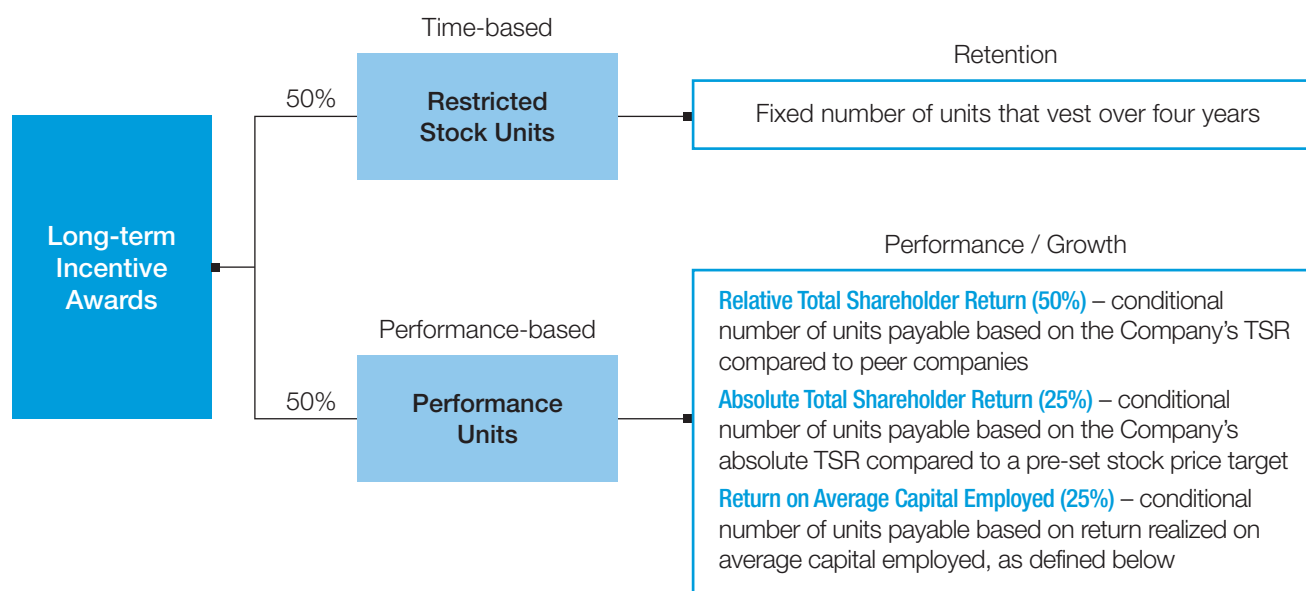 Long-term
Incentive
Awards
50%
Time-based
Restricted
Stock Units
Retention
Fixed number of units that vest over four years
50%
Performance-based
Performance
Units
Performance / Growth
Relative Total Shareholder Return (50%) – conditional
number of units payable based on the Company’s TSR
compared to peer companies
Absolute Total Shareholder Return (25%) – conditional
number of units payable based on the Company’s
absolute TSR compared to a pre-set stock price target
Return on Average Capital Employed (25%) – conditional
number of units payable based on return realized on
average capital employed, as defined below